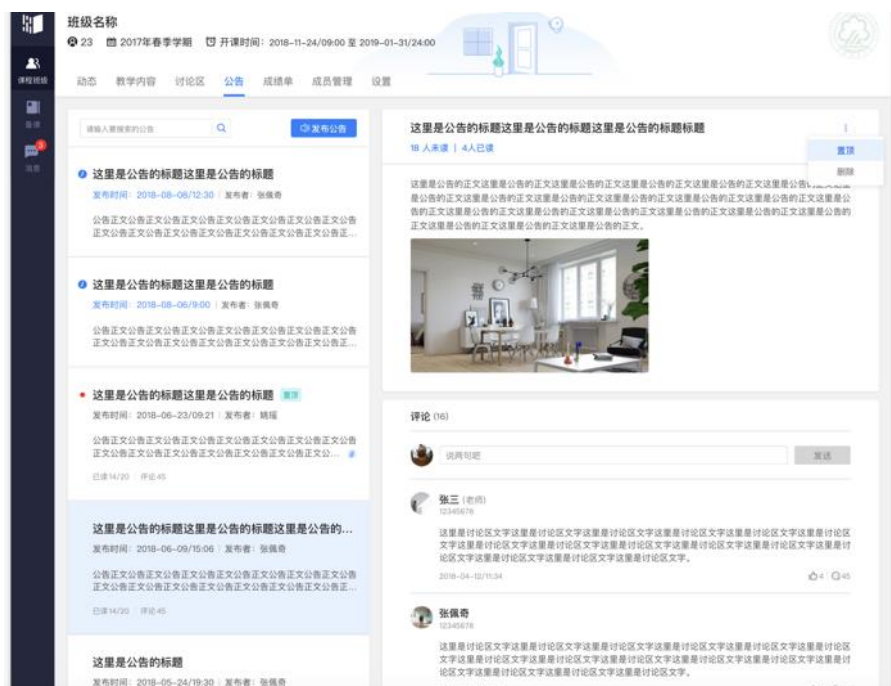 班级名称
23 2017年春季学期 开课时间：2018-11-24/09:00 至 2019-01-31/24:00
课程班级
备课
3
消息
动态 教学内容 讨论区 公告 成绩单 成员管理 设置
请输入要搜索的公告
发布公告
这里是公告的标题这里是公告的标题
发布时间：2018-08-06/12:30 | 发布者：张佩奇
公告正文公告正文公告正文公告正文公告正文公告正文公告
正文公告正文公告正文公告正文公告正文公告正文公告正...
这里是公告的标题这里是公告的标题
发布时间：2018-08-06/9:00 | 发布者：张佩奇
公告正文公告正文公告正文公告正文公告正文公告正文公告
正文公告正文公告正文公告正文公告正文公告正文公告正...
这里是公告的标题这里是公告的标题 置顶
发布时间：2018-06-23/09:21 | 发布者：姚瑶
公告正文公告正文公告正文公告正文公告正文公告正文公告
正文公告正文公告正文公告正文公告正文公告正文公...
已读14/20 | 评论45
这里是公告的标题这里是公告的标题这里是公告的...
发布时间：2018-06-09/15:06 | 发布者：张佩奇
公告正文公告正文公告正文公告正文公告正文公告正文公告
正文公告正文公告正文公告正文公告正文公告正文公告正...
已读14/20 | 评论45
这里是公告的标题
发布时间：2018-05-24/19:30 | 发布者：张佩奇
这里是公告的标题这里是公告的标题这里是公告的标题标题
18 人未读 | 4人已读
置顶
删除
这里是公告的正文这里是公告的正文这里是公告的正文这里是公告的正文这里是公告的正文这里
是公告的正文这里是公告的正文这里是公告的正文这里是公告的正文这里是公告的正文这里是公
告的正文这里是公告的正文这里是公告的正文这里是公告的正文这里是公告的正文这里是公告的
正文这里是公告的正文这里是公告的正文这里是公告的正文。
评论 (16)
说两句吧
发送
张三 (老师)
12345678
这里是讨论区文字这里是讨论区文字这里是讨论区文字这里是讨论区文字这里是讨论区文字这里是讨论区
文字这里是讨论区文字这里是讨论区文字这里是讨论区文字这里是讨论区文字这里是讨论区文字这里是讨
论区文字这里是讨论区文字这里是讨论区文字这里是讨论区文字。
2018-04-12/11:34 4 | 45
张佩奇
12345678
这里是讨论区文字这里是讨论区文字这里是讨论区文字这里是讨论区文字这里是讨论区文字这里是讨论区
文字这里是讨论区文字这里是讨论区文字这里是讨论区文字这里是讨论区文字这里是讨论区文字这里是讨
论区文字这里是讨论区文字这里是讨论区文字这里是讨论区文字。